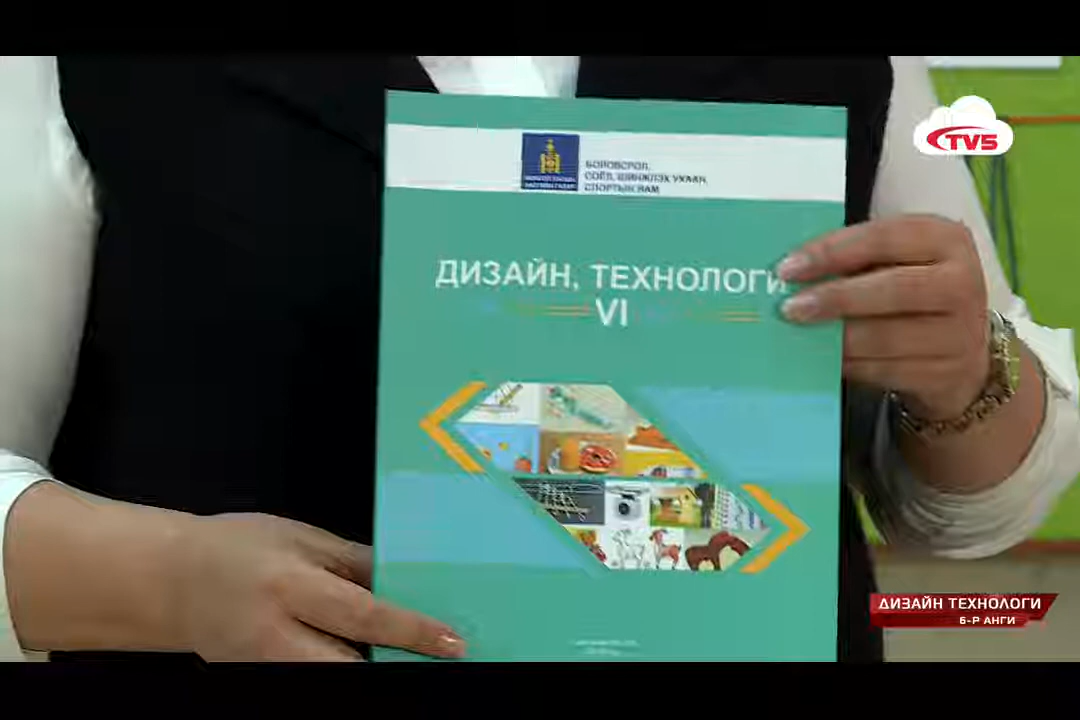 TV5
БОЛОВСРОЛ,
СОЁЛ, ШИНЖЛЭХ УХААН,
СПОРТЫН ЯАМ
ДИЗАЙН, ТЕХНОЛОГИ
VI
ДИЗАЙН ТЕХНОЛОГИ
6-Р АНГИ